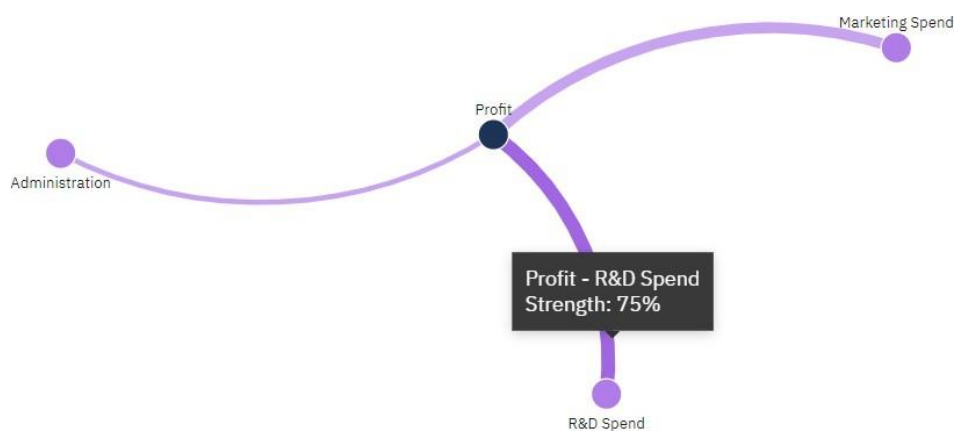 Marketing Spend
Profit
Administration
Profit - R&D Spend
Strength: 75%
R&D Spend